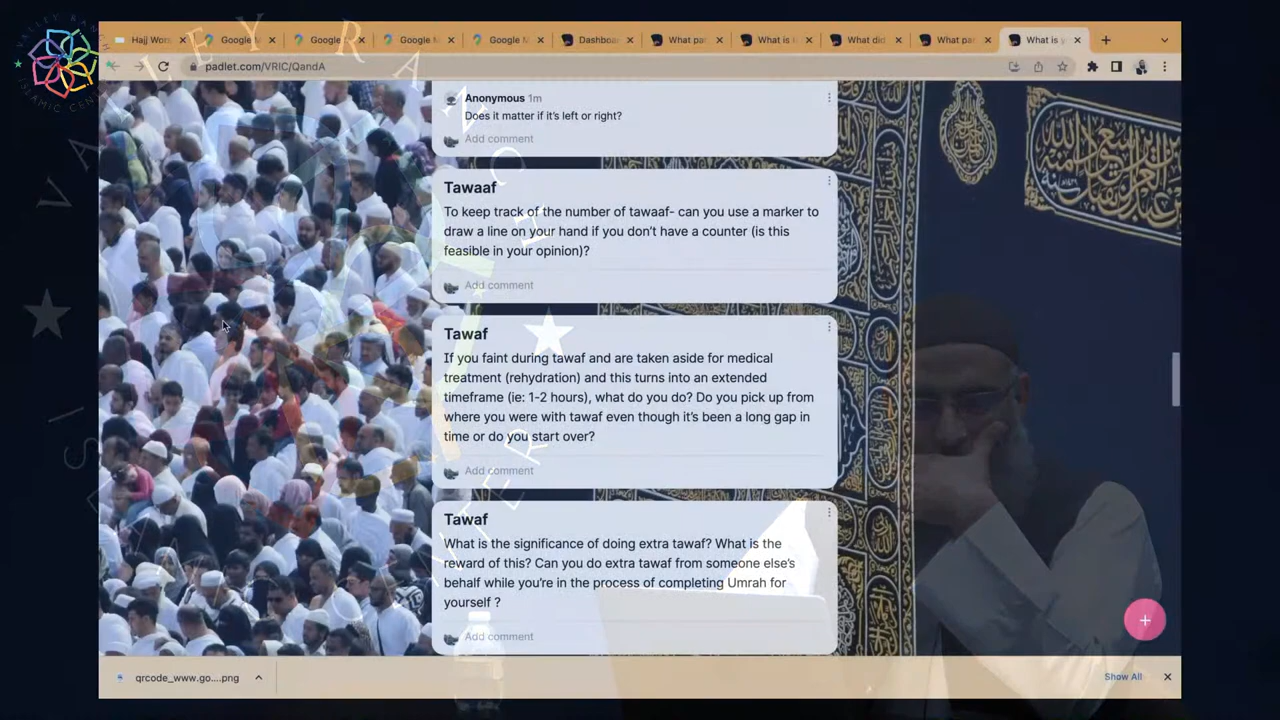 Hajj Wor
Google
Google
Google M
Google M
Dashboa
What pa
What is
What did
What pa
What is y
padlet.com/VRIC/QandA
VALLEY RANCH
ISLAMIC CENTER
Anonymous 1m
Does it matter if it's left or right?
Add comment
Tawaaf
To keep track of the number of tawaaf- can you use a marker to
draw a line on your hand if you don't have a counter (is this
feasible in your opinion)?
Add comment
Tawaf
If you faint during tawaf and are taken aside for medical
treatment (rehydration) and this turns into an extended
timeframe (ie: 1-2 hours), what do you do? Do you pick up from
where you were with tawaf even though it's been a long gap in
time or do you start over?
Add comment
Tawaf
What is the significance of doing extra tawaf? What is the
reward of this? Can you do extra tawaf from someone else's
behalf while you're in the process of completing Umrah for
yourself ?
Add comment
qrcode_www.go....png
Show All